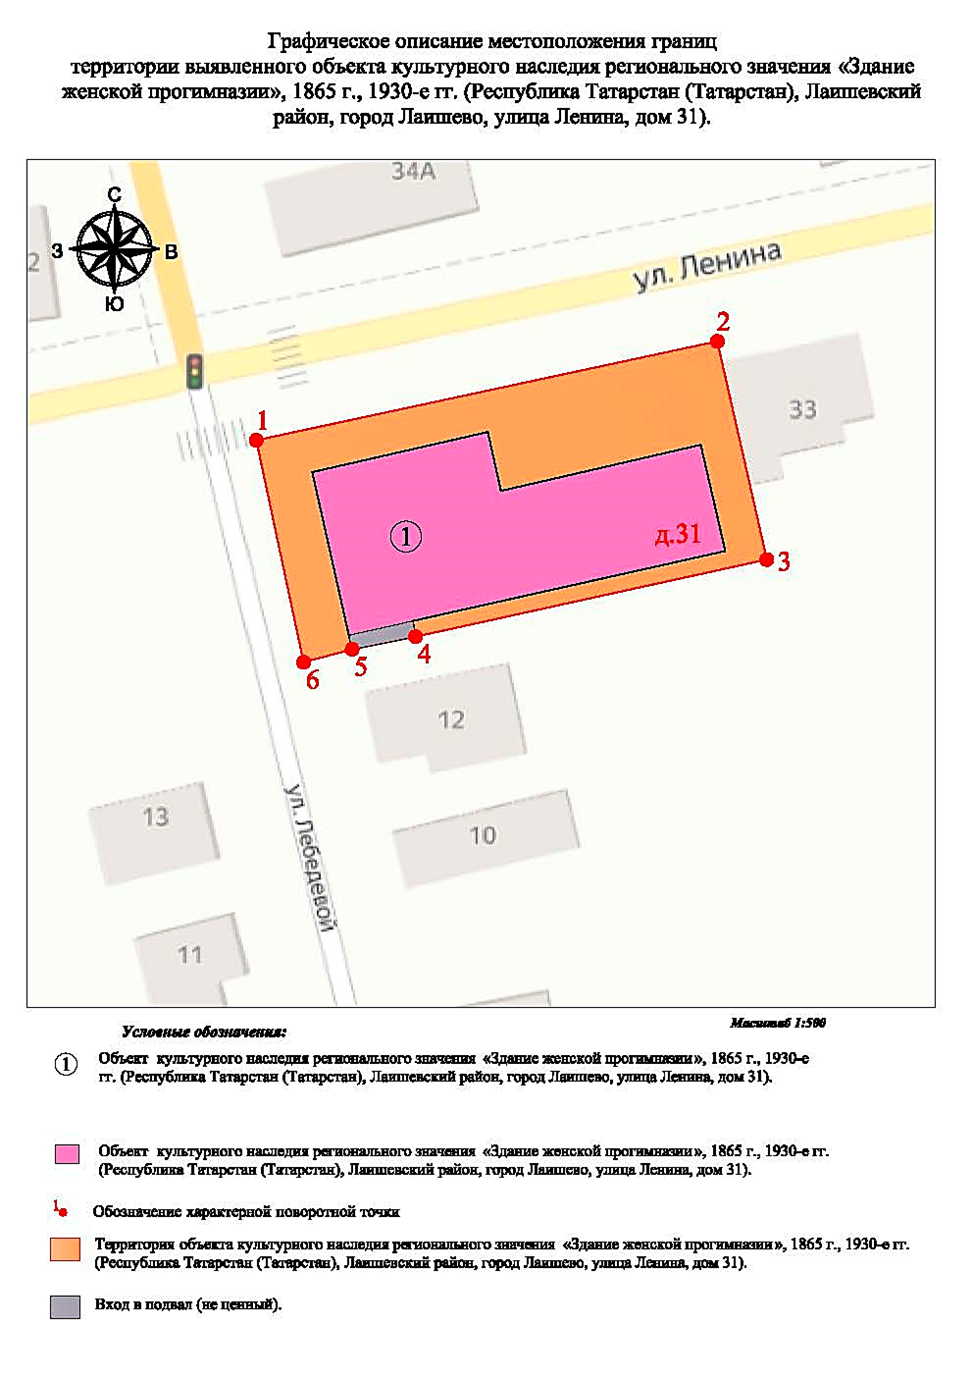 Графическое описание местоположения границ
территории выявленного объекта культурного наследия регионального значения «Здание
женской прогимназии», 1865 г., 1930-е гг. (Республика Татарстан (Татарстан), Лаишевский
район, город Лаишево, улица Ленина, дом 31).
34А
С
З
В
Ю
2
ул. Ленина
2
1
33
1
д.31
3
4
5
6
12
13
10
ул. Лебедевой
11
Масштаб 1:500
Условные обозначения:
1
Объект культурного наследия регионального значения «Здание женской прогимназии», 1865 г., 1930-е
гг. (Республика Татарстан (Татарстан), Лаишевский район, город Лаишево, улица Ленина, дом 31).
Объект культурного наследия регионального значения «Здание женской прогимназии», 1865 г., 1930-е гг.
(Республика Татарстан (Татарстан), Лаишевский район, город Лаишево, улица Ленина, дом 31).
1
Обозначение характерной поворотной точки
Территория объекта культурного наследия регионального значения «Здание женской прогимназии», 1865 г., 1930-е гг.
(Республика Татарстан (Татарстан), Лаишевский район, город Лаишево, улица Ленина, дом 31).
Вход в подвал (не ценный).